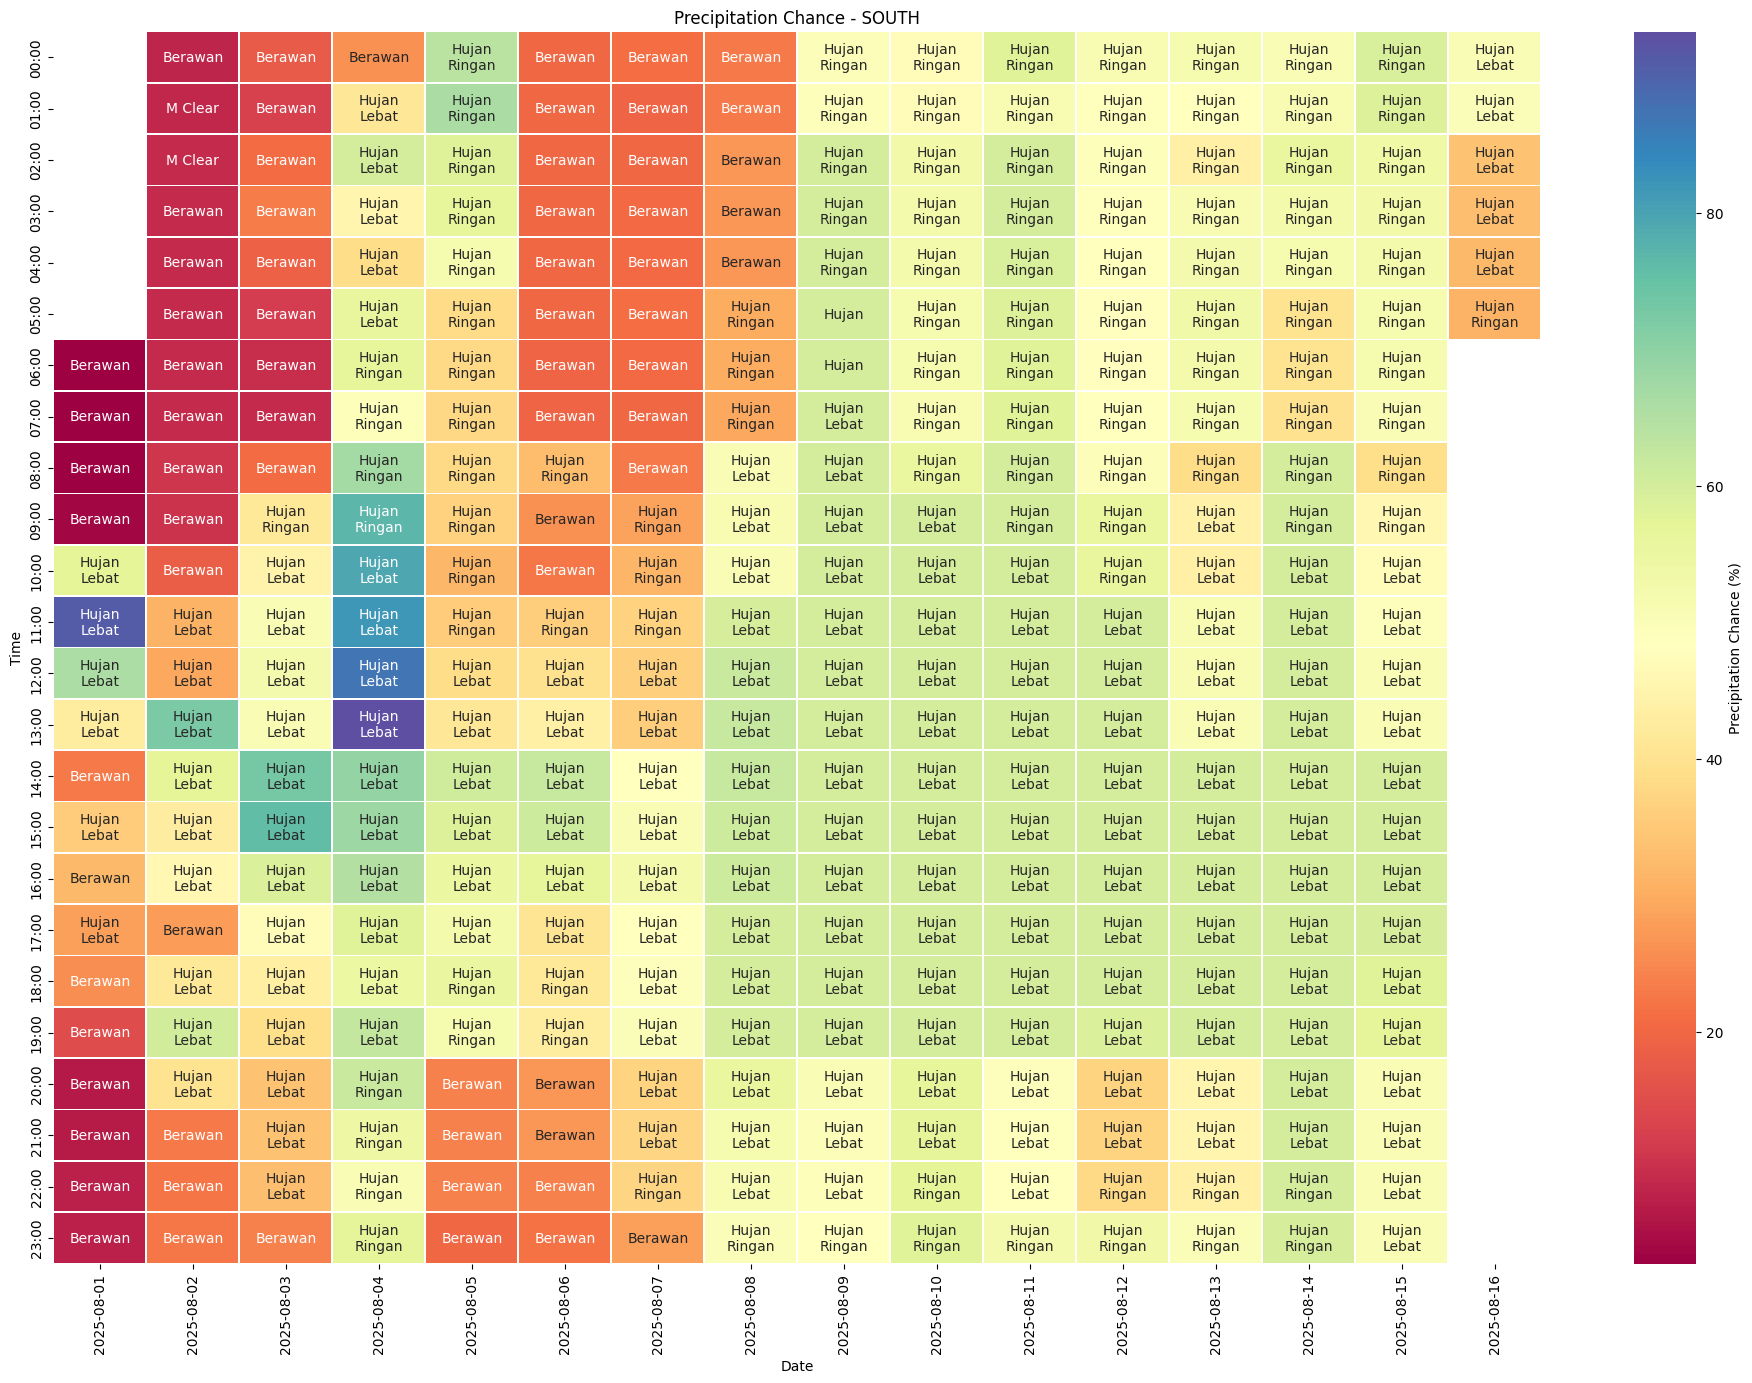 Precipitation Chance - SOUTH
00:00 Berawan Berawan Berawan Hujan Ringan Berawan Berawan Berawan Hujan Ringan Hujan Ringan Hujan Ringan Hujan Ringan Hujan Ringan Hujan Ringan Hujan Ringan Hujan Lebat
01:00 M Clear Berawan Hujan Lebat Hujan Ringan Berawan Berawan Berawan Hujan Ringan Hujan Ringan Hujan Ringan Hujan Ringan Hujan Ringan Hujan Ringan Hujan Ringan Hujan Lebat
02:00 M Clear Berawan Hujan Lebat Hujan Ringan Berawan Berawan Berawan Hujan Ringan Hujan Ringan Hujan Ringan Hujan Ringan Hujan Ringan Hujan Ringan Hujan Ringan Hujan Lebat
03:00 Berawan Berawan Hujan Lebat Hujan Ringan Berawan Berawan Berawan Hujan Ringan Hujan Ringan Hujan Ringan Hujan Ringan Hujan Ringan Hujan Ringan Hujan Ringan Hujan Lebat
04:00 Berawan Berawan Hujan Lebat Hujan Ringan Berawan Berawan Berawan Hujan Ringan Hujan Ringan Hujan Ringan Hujan Ringan Hujan Ringan Hujan Ringan Hujan Ringan Hujan Lebat
05:00 Berawan Berawan Hujan Lebat Hujan Ringan Berawan Berawan Hujan Ringan Hujan Hujan Ringan Hujan Ringan Hujan Ringan Hujan Ringan Hujan Ringan Hujan Ringan Hujan Ringan
06:00 Berawan Berawan Berawan Hujan Ringan Hujan Ringan Berawan Berawan Hujan Ringan Hujan Hujan Ringan Hujan Ringan Hujan Ringan Hujan Ringan Hujan Ringan Hujan Ringan
07:00 Berawan Berawan Berawan Hujan Ringan Hujan Ringan Berawan Berawan Hujan Ringan Hujan Lebat Hujan Ringan Hujan Ringan Hujan Ringan Hujan Ringan Hujan Ringan Hujan Ringan
08:00 Berawan Berawan Berawan Hujan Ringan Hujan Ringan Hujan Ringan Berawan Hujan Lebat Hujan Lebat Hujan Ringan Hujan Ringan Hujan Ringan Hujan Ringan Hujan Ringan Hujan Ringan
09:00 Berawan Berawan Hujan Ringan Hujan Ringan Hujan Ringan Berawan Hujan Ringan Hujan Lebat Hujan Lebat Hujan Lebat Hujan Ringan Hujan Ringan Hujan Lebat Hujan Ringan Hujan Ringan
10:00 Hujan Lebat Berawan Hujan Lebat Hujan Lebat Hujan Ringan Berawan Hujan Ringan Hujan Lebat Hujan Lebat Hujan Lebat Hujan Lebat Hujan Ringan Hujan Lebat Hujan Lebat Hujan Lebat
11:00 Hujan Lebat Hujan Lebat Hujan Lebat Hujan Lebat Hujan Ringan Hujan Ringan Hujan Ringan Hujan Lebat Hujan Lebat Hujan Lebat Hujan Lebat Hujan Lebat Hujan Lebat Hujan Lebat Hujan Lebat
12:00 Hujan Lebat Hujan Lebat Hujan Lebat Hujan Lebat Hujan Lebat Hujan Lebat Hujan Lebat Hujan Lebat Hujan Lebat Hujan Lebat Hujan Lebat Hujan Lebat Hujan Lebat Hujan Lebat Hujan Lebat
13:00 Hujan Lebat Hujan Lebat Hujan Lebat Hujan Lebat Hujan Lebat Hujan Lebat Hujan Lebat Hujan Lebat Hujan Lebat Hujan Lebat Hujan Lebat Hujan Lebat Hujan Lebat Hujan Lebat Hujan Lebat
14:00 Berawan Hujan Lebat Hujan Lebat Hujan Lebat Hujan Lebat Hujan Lebat Hujan Lebat Hujan Lebat Hujan Lebat Hujan Lebat Hujan Lebat Hujan Lebat Hujan Lebat Hujan Lebat Hujan Lebat
15:00 Hujan Lebat Hujan Lebat Hujan Lebat Hujan Lebat Hujan Lebat Hujan Lebat Hujan Lebat Hujan Lebat Hujan Lebat Hujan Lebat Hujan Lebat Hujan Lebat Hujan Lebat Hujan Lebat Hujan Lebat
16:00 Berawan Hujan Lebat Hujan Lebat Hujan Lebat Hujan Lebat Hujan Lebat Hujan Lebat Hujan Lebat Hujan Lebat Hujan Lebat Hujan Lebat Hujan Lebat Hujan Lebat Hujan Lebat Hujan Lebat
17:00 Hujan Lebat Berawan Hujan Lebat Hujan Lebat Hujan Lebat Hujan Lebat Hujan Lebat Hujan Lebat Hujan Lebat Hujan Lebat Hujan Lebat Hujan Lebat Hujan Lebat Hujan Lebat Hujan Lebat
18:00 Berawan Hujan Lebat Hujan Lebat Hujan Lebat Hujan Ringan Hujan Ringan Hujan Lebat Hujan Lebat Hujan Lebat Hujan Lebat Hujan Lebat Hujan Lebat Hujan Lebat Hujan Lebat Hujan Lebat
19:00 Berawan Hujan Lebat Hujan Lebat Hujan Lebat Hujan Ringan Hujan Ringan Hujan Lebat Hujan Lebat Hujan Lebat Hujan Lebat Hujan Lebat Hujan Lebat Hujan Lebat Hujan Lebat Hujan Lebat
20:00 Berawan Hujan Lebat Hujan Lebat Hujan Ringan Berawan Berawan Hujan Lebat Hujan Lebat Hujan Lebat Hujan Lebat Hujan Lebat Hujan Lebat Hujan Lebat Hujan Lebat Hujan Lebat
21:00 Berawan Berawan Hujan Lebat Hujan Ringan Berawan Berawan Hujan Lebat Hujan Lebat Hujan Lebat Hujan Lebat Hujan Lebat Hujan Lebat Hujan Lebat Hujan Lebat Hujan Lebat
22:00 Berawan Berawan Hujan Lebat Hujan Ringan Berawan Berawan Hujan Ringan Hujan Lebat Hujan Lebat Hujan Ringan Hujan Lebat Hujan Ringan Hujan Ringan Hujan Ringan Hujan Lebat
23:00 Berawan Berawan Berawan Hujan Ringan Berawan Berawan Berawan Hujan Ringan Hujan Ringan Hujan Ringan Hujan Ringan Hujan Ringan Hujan Ringan Hujan Ringan Hujan Lebat
Time
2025-08-01 2025-08-02 2025-08-03 2025-08-04 2025-08-05 2025-08-06 2025-08-07 2025-08-08 2025-08-09 2025-08-10 2025-08-11 2025-08-12 2025-08-13 2025-08-14 2025-08-15 2025-08-16
Date
80
60
40
20
Precipitation Chance (%)